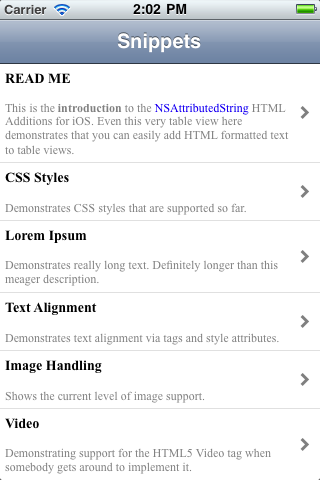 Carrier 2:02 PM
Snippets
READ ME
This is the introduction to the NSAttributedString HTML
Additions for iOS. Even this very table view here
demonstrates that you can easily add HTML formatted text
to table views.
CSS Styles
Demonstrates CSS styles that are supported so far.
Lorem Ipsum
Demonstrates really long text. Definitely longer than this
meager description.
Text Alignment
Demonstrates text alignment via tags and style attributes.
Image Handling
Shows the current level of image support.
Video
Demonstrating support for the HTML5 Video tag when
somebody gets around to implement it.